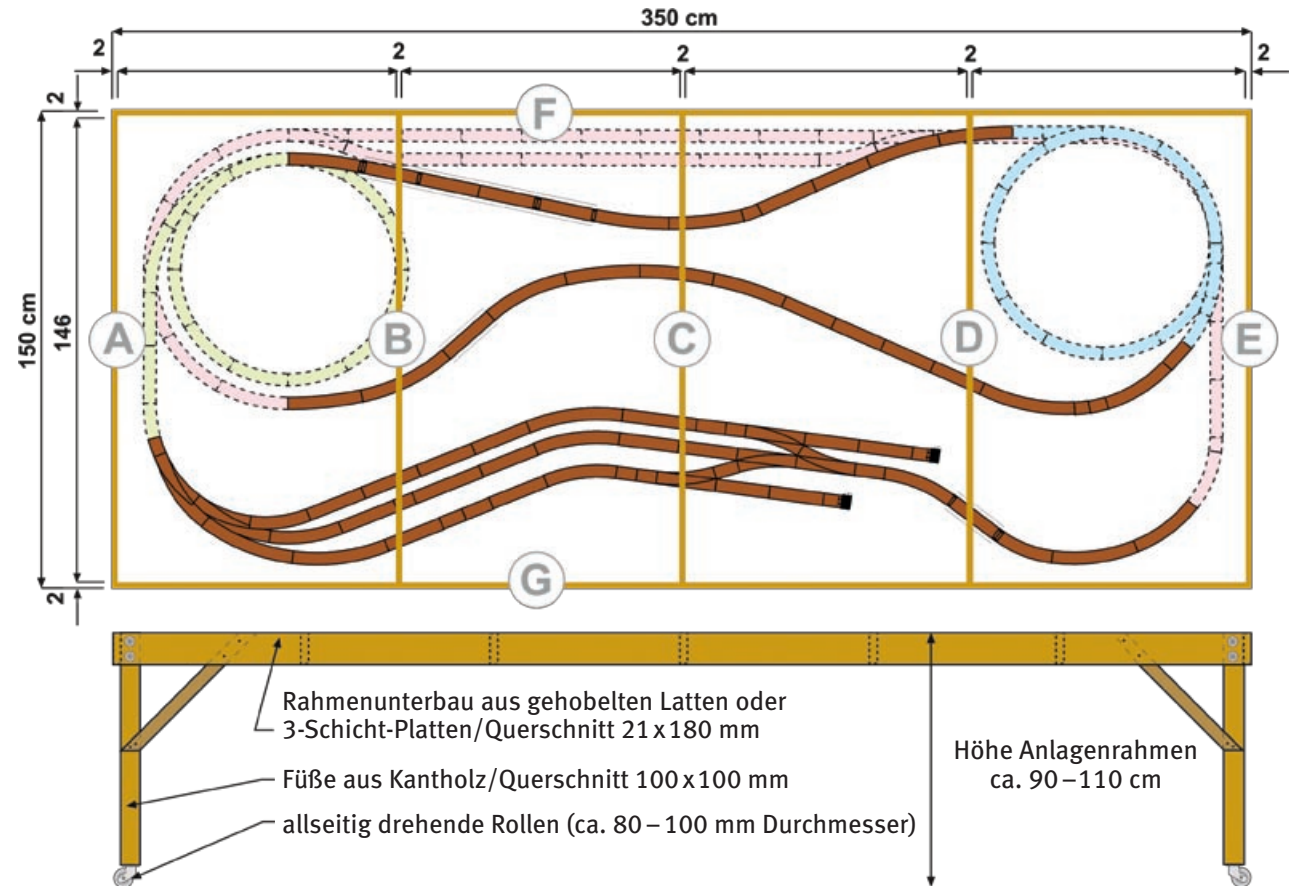 350 cm
2
2
2
2
2
2
F
A
B
C
D
E
150 cm
146
G
2
Rahmenunterbau aus gehobelten Latten oder
3-Schicht-Platten/Querschnitt 21 x 180 mm
Füße aus Kantholz/Querschnitt 100 x 100 mm
allseitig drehende Rollen (ca. 80 – 100 mm Durchmesser)
Höhe Anlagenrahmen
ca. 90 – 110 cm